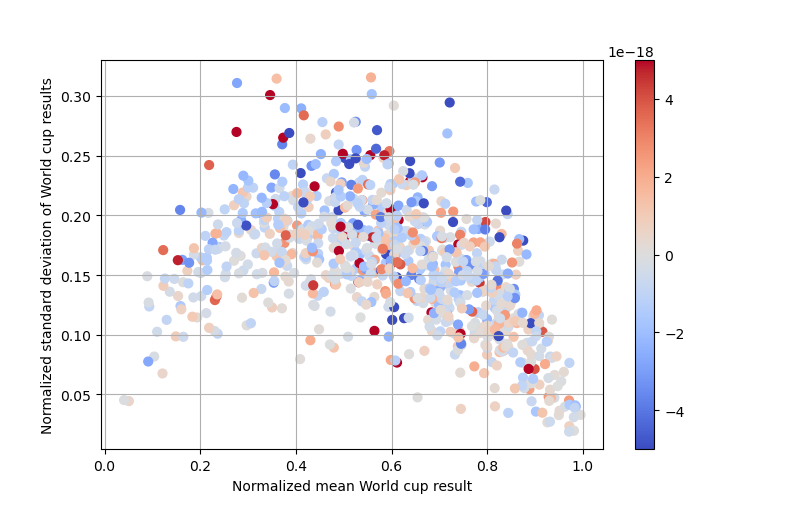 1e−18
0.30
0.25
0.20
0.15
0.10
0.05
Normalized standard deviation of World cup results
0.0 0.2 0.4 0.6 0.8 1.0
Normalized mean World cup result
4
2
0
−2
−4